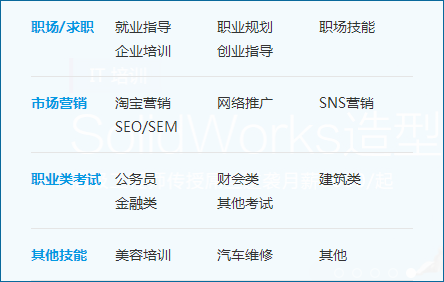 职场/求职 就业指导 职业规划 职场技能
企业培训 创业指导
市场营销 淘宝营销 网络推广 SNS营销
SEO/SEM
SolidWorks造型
职业类考试 公务员 财会类 建筑类
金融类 其他考试
其他技能 美容培训 汽车维修 其他